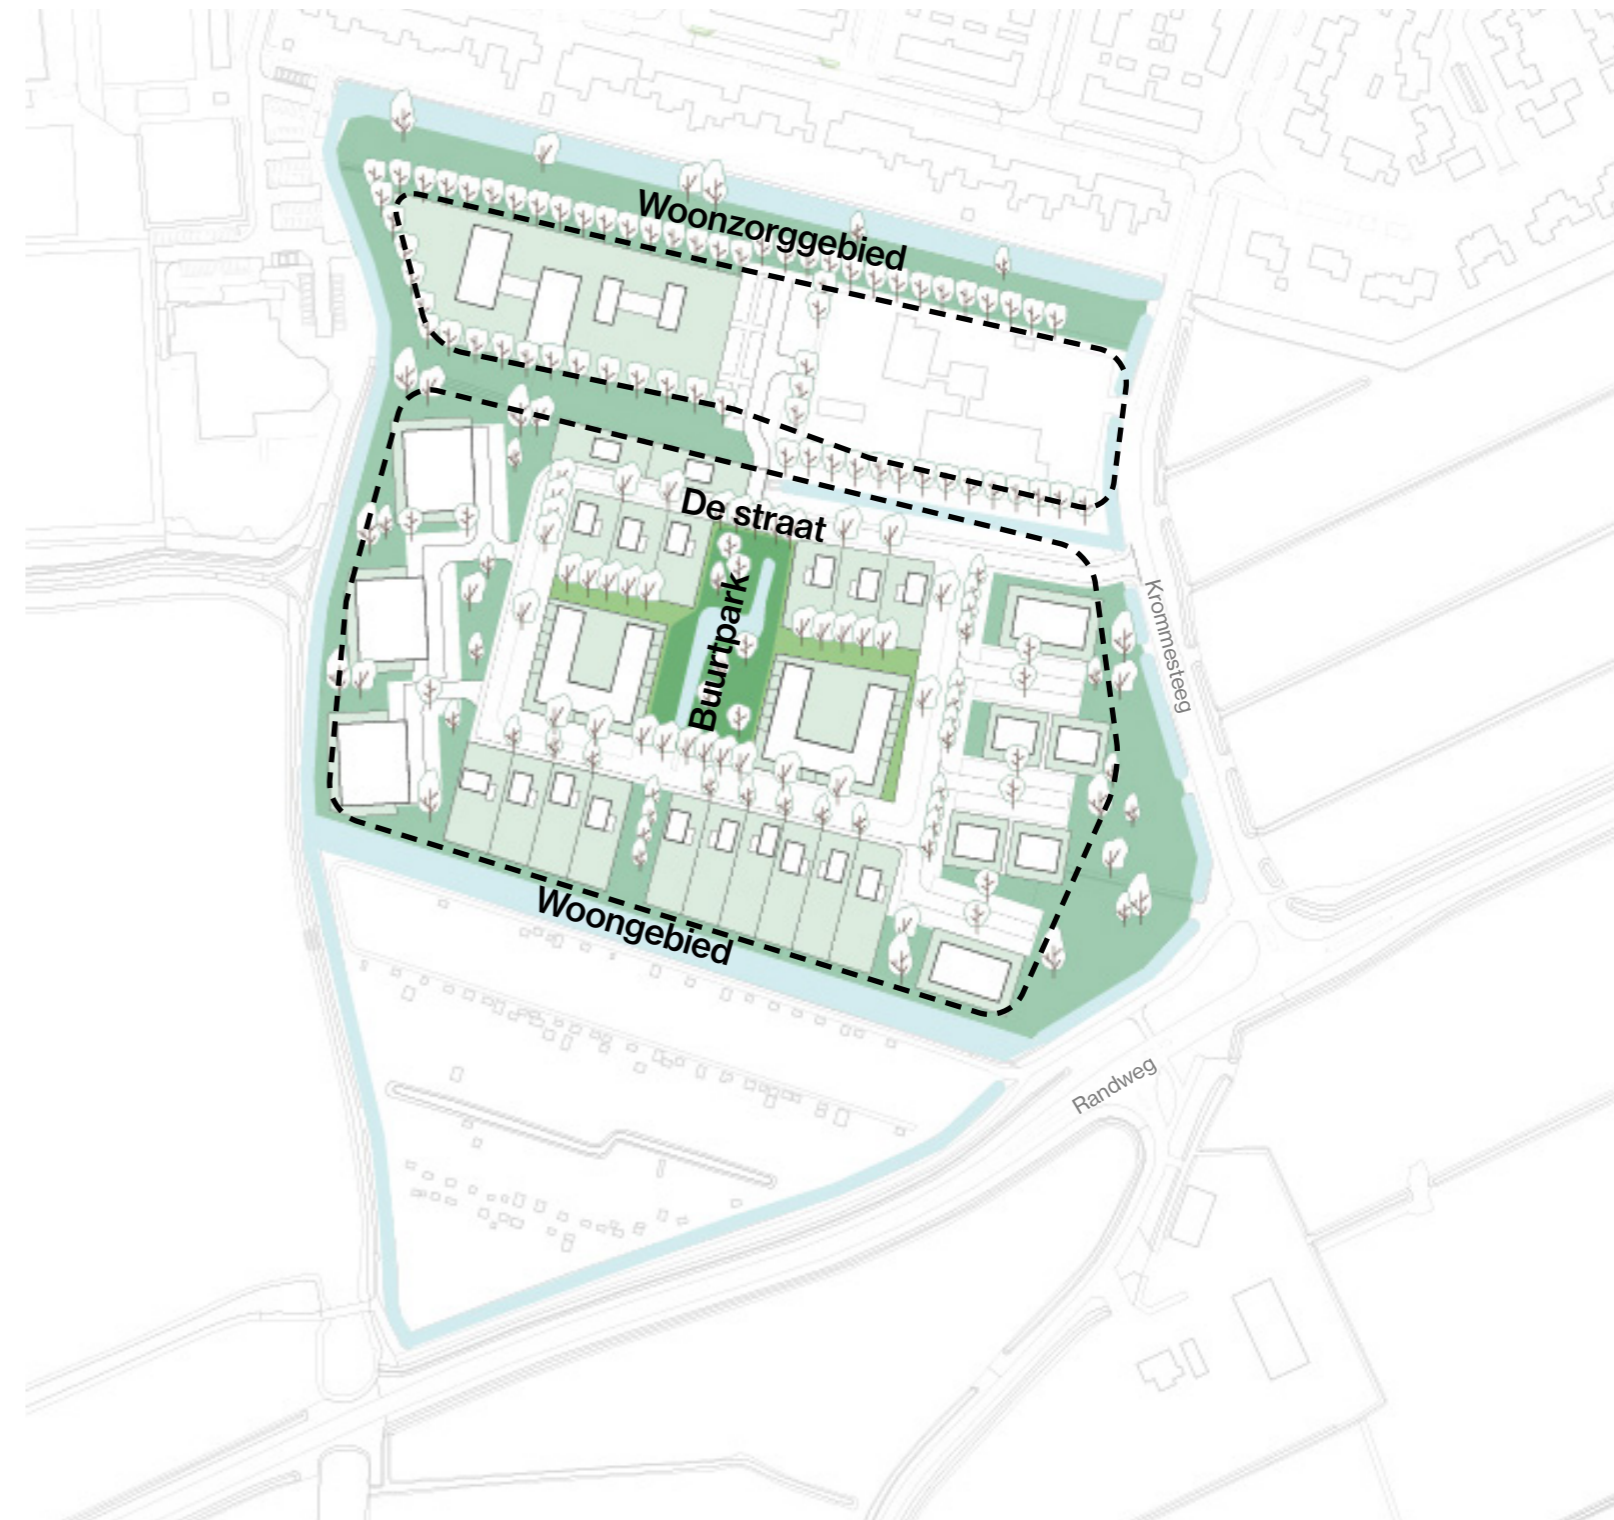 Woonzorggebied
De straat
Buurtpark
Krommesteeg
Woongebied
Randweg